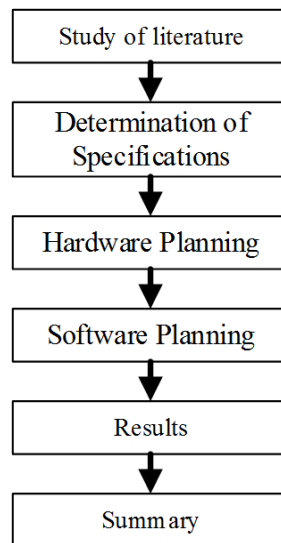 Study of literature
Determination of
Specifications
Hardware Planning
Software Planning
Results
Summary